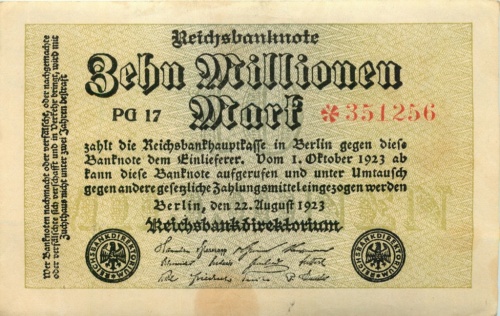 Reichsbanknote
Zehn Millionen
PG 17 Mark *351256
zahlt die Reichsbankhauptkasse in Berlin gegen diese
Banknote dem Einlieferer. Vom 1. Oktober 1923 ab
kann diese Banknote aufgerufen und unter Umtausch
gegen andere gesetzliche Zahlungsmittel eingezogen werden
Berlin, den 22. August 1923
Reichsbankdirektorium
Wer Banknoten nachmacht oder verfälscht, oder nachgemachte
oder verfälschte sich verschafft und in Verkehr bringt, wird mit
Zuchthaus nicht unter zwei Jahren bestraft
REICHSBANKDIREKTORIUM
REICHSBANKDIREKTORIUM